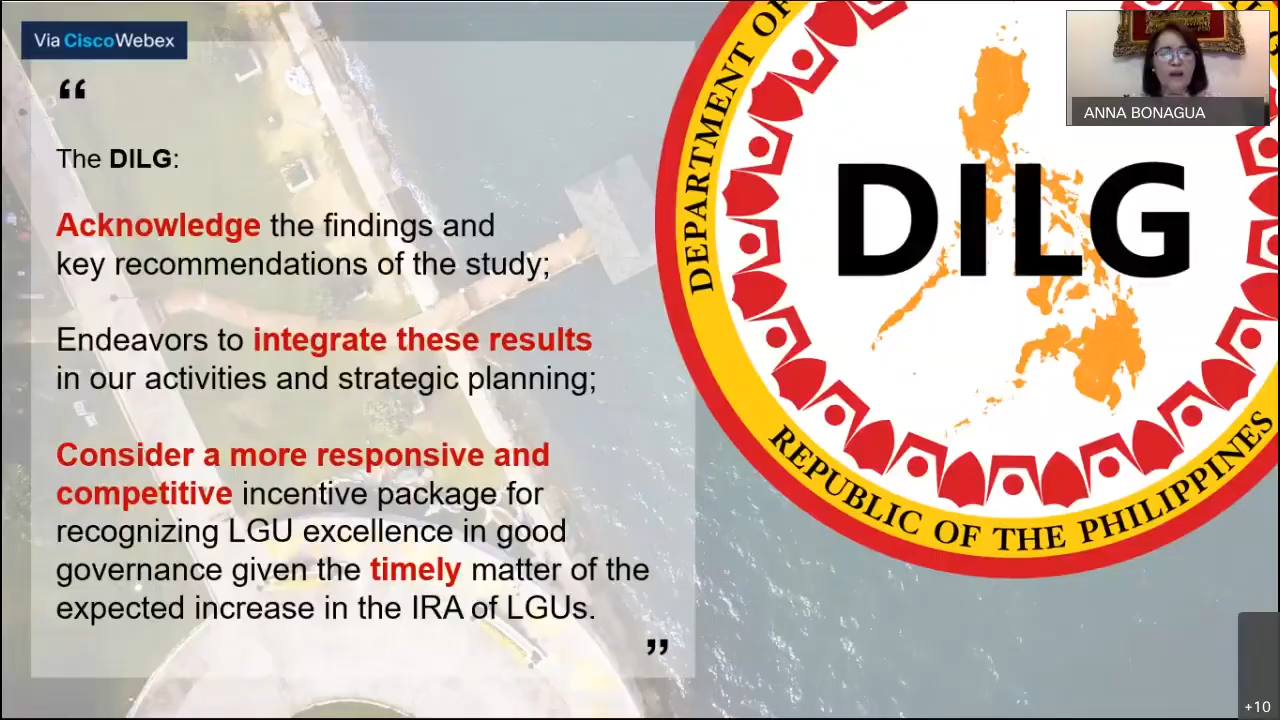 Via CiscoWebex
“
The DILG:
Acknowledge the findings and
key recommendations of the study;
Endeavors to integrate these results
in our activities and strategic planning;
Consider a more responsive and
competitive incentive package for
recognizing LGU excellence in good
governance given the timely matter of the
expected increase in the IRA of LGUs.
”
DEPARTMENT OF
DILG
REPUBLIC OF THE PHILIPPINES
ANNA BONAGUA
+10